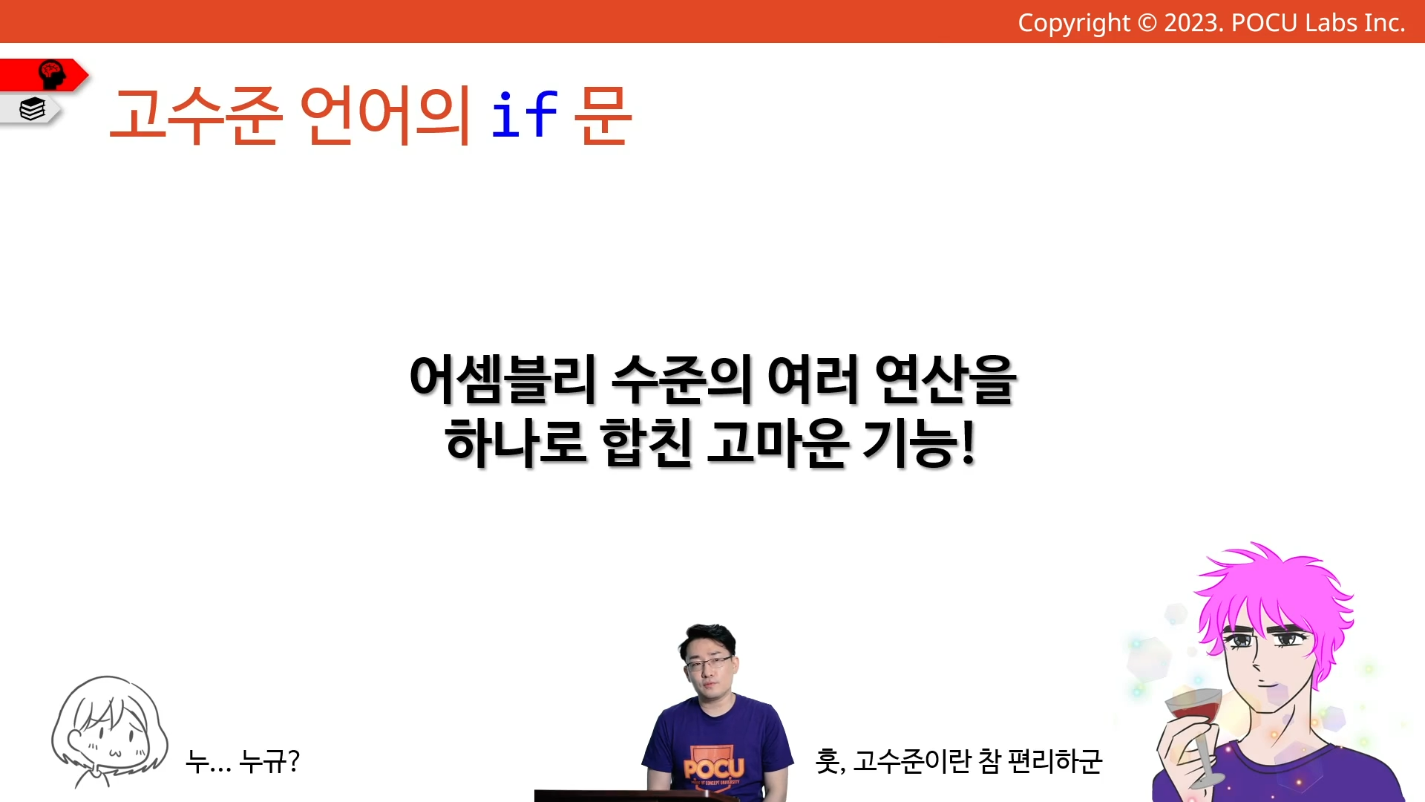 Copyright © 2023. POCU Labs Inc.
고수준 언어의 if 문
어셈블리 수준의 여러 연산을
하나로 합친 고마운 기능!
누... 누규?
POCU
훗, 고수준이란 참 편리하군